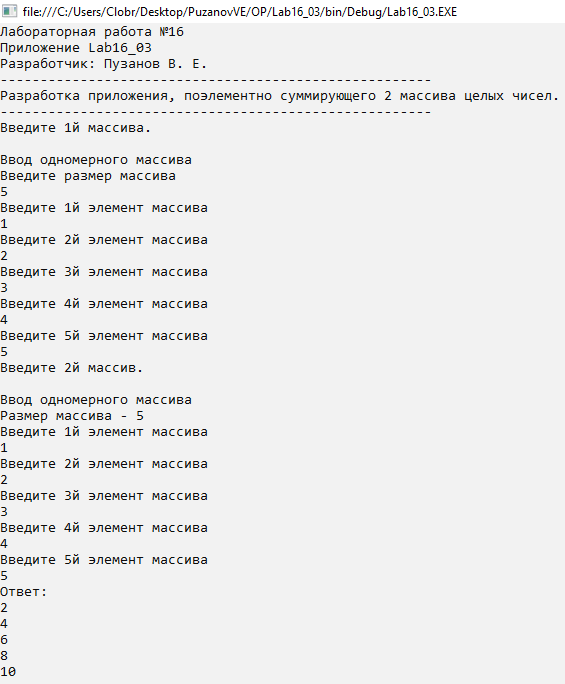 file:///C:/Users/Clobr/Desktop/PuzanovVE/OP/Lab16_03/bin/Debug/Lab16_03.EXE
Лабораторная работа №16
Приложение Lab16_03
Разработчик: Пузанов В. Е.
------------------------------------------------------
Разработка приложения, поэлементно суммирующего 2 массива целых чисел.
------------------------------------------------------
Введите 1й массива.
Ввод одномерного массива
Введите размер массива
5
Введите 1й элемент массива
1
Введите 2й элемент массива
2
Введите 3й элемент массива
3
Введите 4й элемент массива
4
Введите 5й элемент массива
5
Введите 2й массив.
Ввод одномерного массива
Размер массива - 5
Введите 1й элемент массива
1
Введите 2й элемент массива
2
Введите 3й элемент массива
3
Введите 4й элемент массива
4
Введите 5й элемент массива
5
Ответ:
2
4
6
8
10